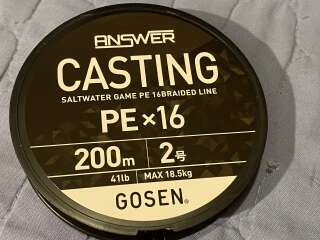 ANSWER
CASTING
SALTWATER GAME PE 16BRAIDED LINE
PE×16
200m 2号
41lb MAX 18.5kg
GOSEN®